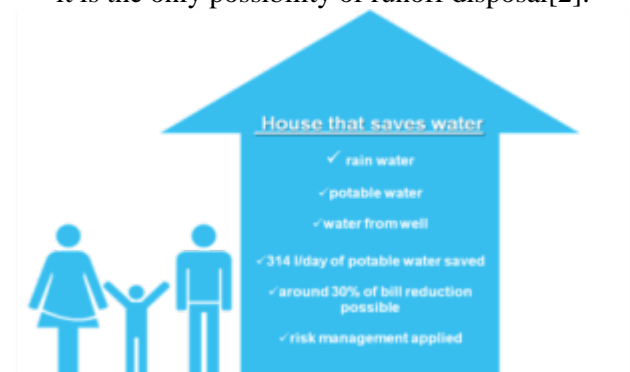 it is the only possibility of runoff disposal[2].
House that saves water
✓ rain water
✓potable water
✓water from well
✓314 l/day of potable water saved
✓around 30% of bill reduction
possible
✓risk management applied